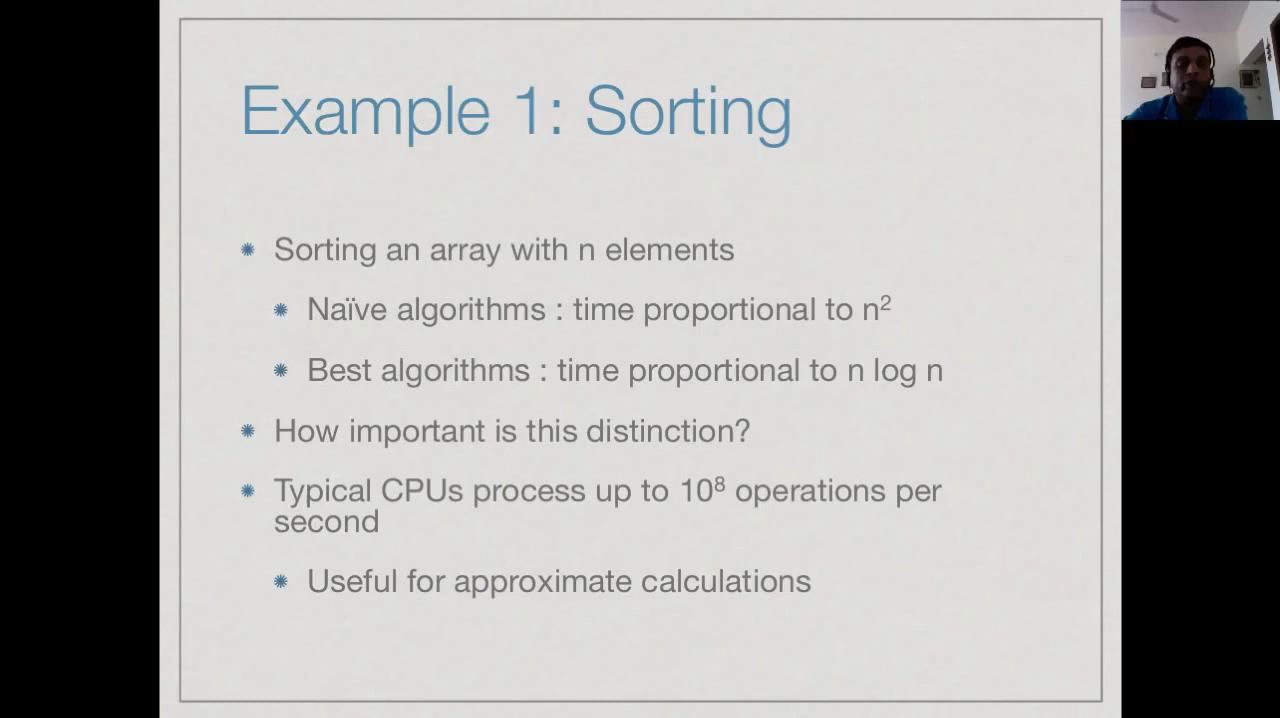 Example 1: Sorting
Sorting an array with n elements
Naïve algorithms : time proportional to n²
Best algorithms : time proportional to n log n
How important is this distinction?
Typical CPUs process up to 10⁸ operations per
second
Useful for approximate calculations